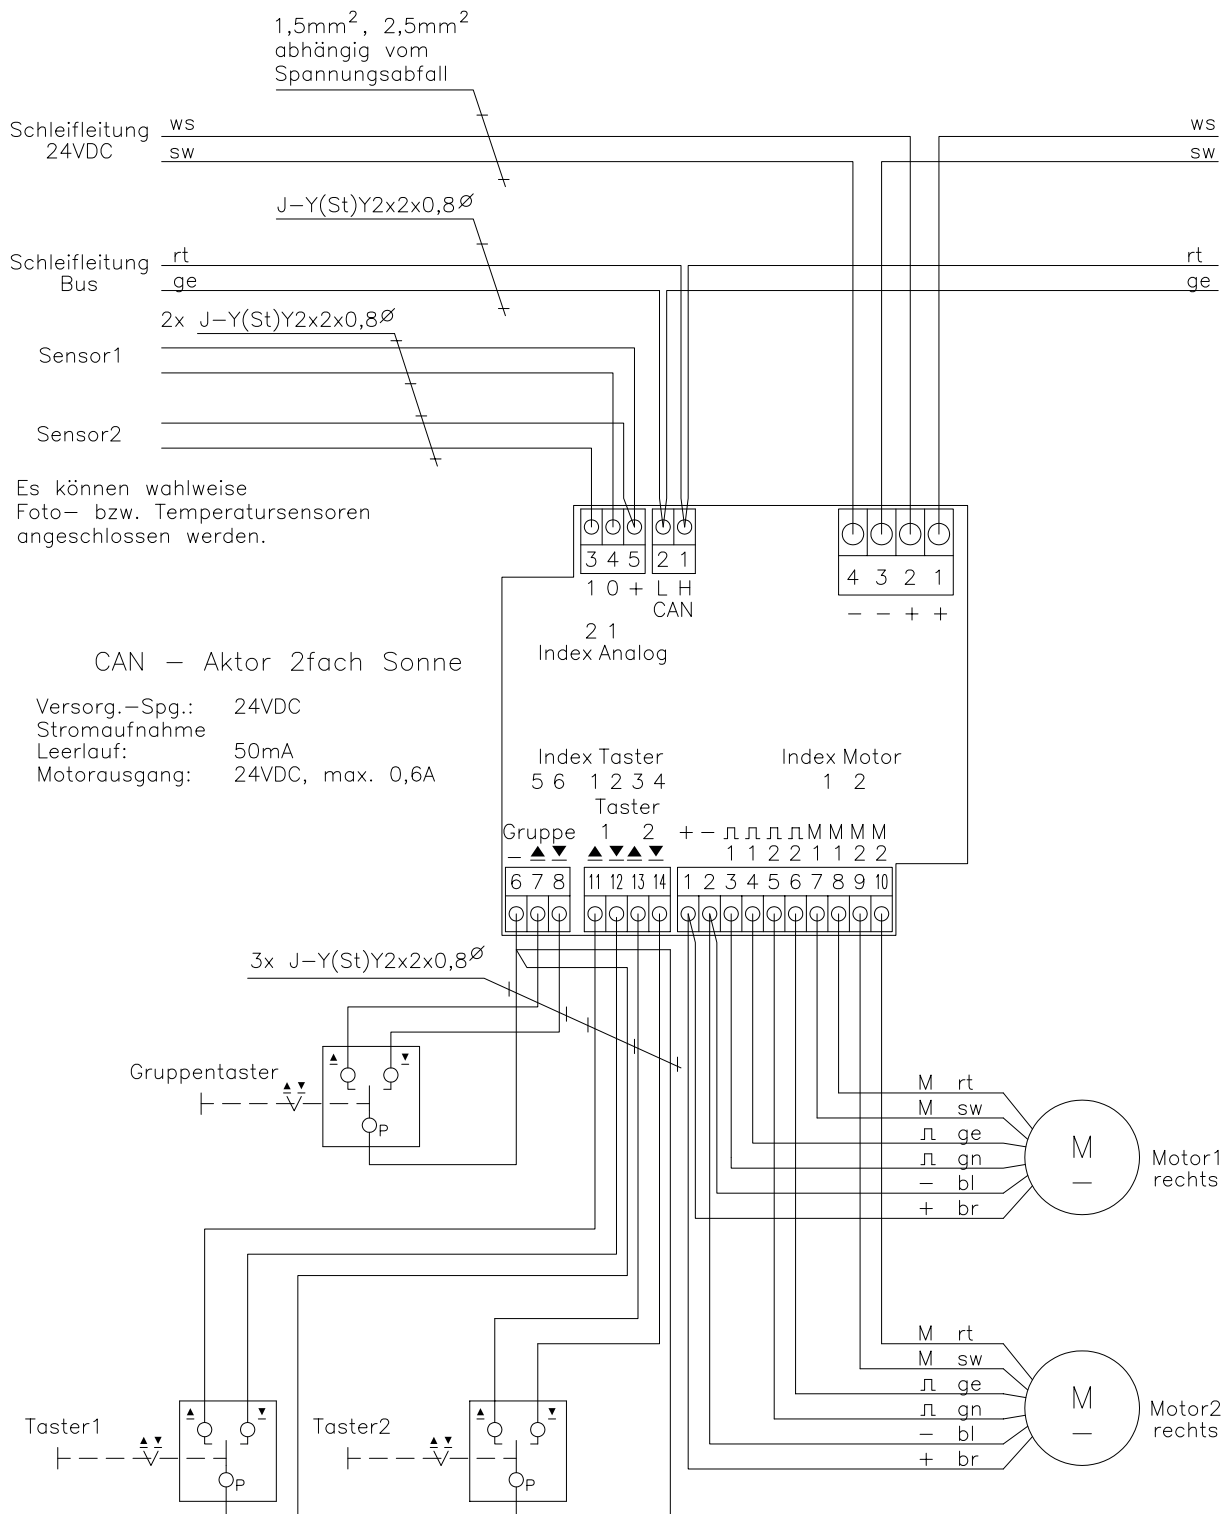 1,5mm², 2,5mm²
abhängig vom
Spannungsabfall
Schleifleitung
24VDC
ws
sw
ws
sw
J-Y(St)Y2x2x0,8⌀
Schleifleitung
Bus
rt
ge
rt
ge
2x J-Y(St)Y2x2x0,8⌀
Sensor1
Sensor2
Es können wahlweise
Foto- bzw. Temperatursensoren
angeschlossen werden.
3 4 5 2 1
1 0 + L H
CAN
2 1
Index Analog
4 3 2 1
- - + +
CAN - Aktor 2fach Sonne
Versorg.-Spg.: 24VDC
Stromaufnahme
Leerlauf: 50mA
Motorausgang: 24VDC, max. 0,6A
Index Taster
5 6 1 2 3 4
Taster
Gruppe 1 2
- ▲ ▼ ▲ ▼ ▲ ▼
Index Motor
1 2
+ - ⎍ ⎍ ⎍ ⎍ M M M M
1 1 2 2 1 1 2 2
6 7 8 11 12 13 14 1 2 3 4 5 6 7 8 9 10
3x J-Y(St)Y2x2x0,8⌀
Gruppentaster
▲ ▼
▲ ▼
P
M rt
M sw
⎍ ge
⎍ gn
- bl
+ br
M
-
Motor1
rechts
Taster1
▲ ▼
▲ ▼
P
Taster2
▲ ▼
▲ ▼
P
M rt
M sw
⎍ ge
⎍ gn
- bl
+ br
M
-
Motor2
rechts